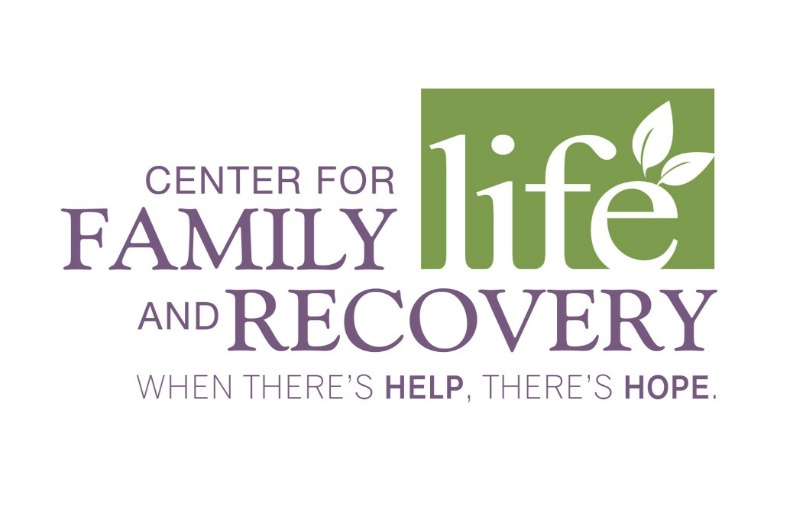 CENTER FOR
FAMILY life
AND RECOVERY
WHEN THERE'S HELP, THERE'S HOPE.